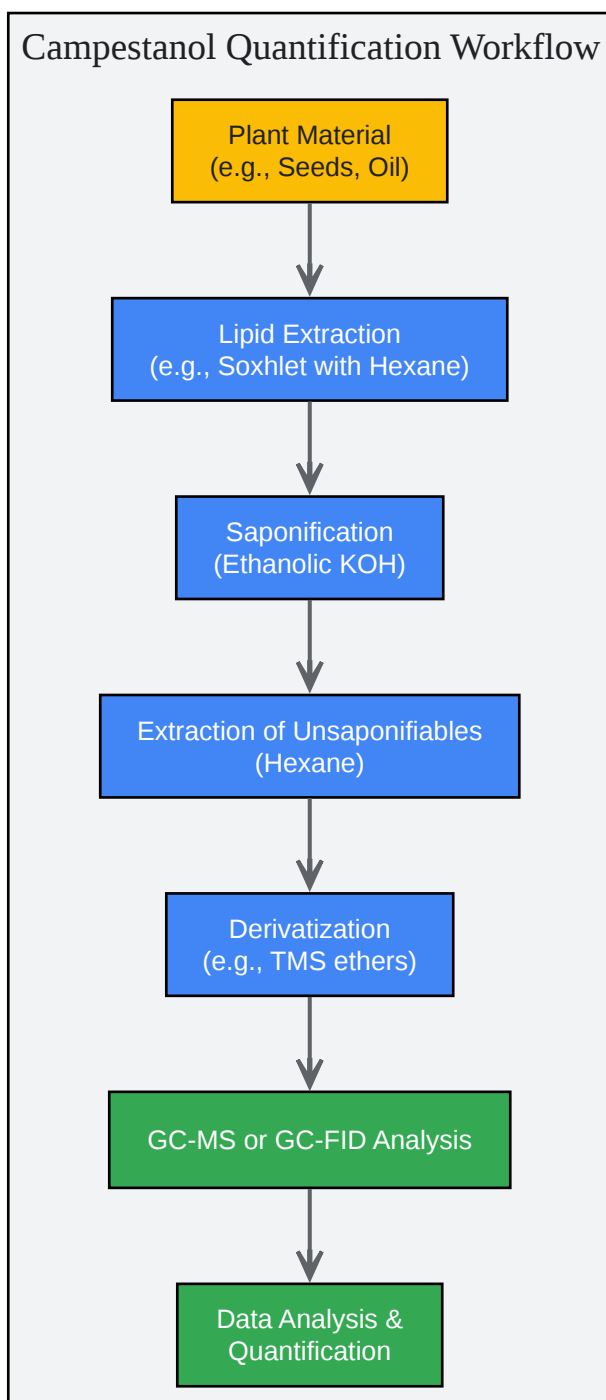 Campestanol Quantification Workflow
Plant Material
(e.g., Seeds, Oil)
Lipid Extraction
(e.g., Soxhlet with Hexane)
Saponification
(Ethanolic KOH)
Extraction of Unsaponifiables
(Hexane)
Derivatization
(e.g., TMS ethers)
GC-MS or GC-FID Analysis
Data Analysis &
Quantification